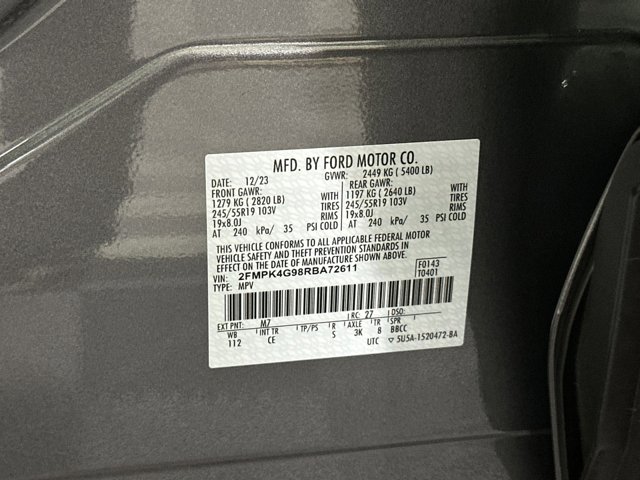 MFD. BY FORD MOTOR CO.
12/23 GVWR: 2449 KG ( 5400 LB)
FRONT GAWR: REAR GAWR:
1279 KG ( 2820 LB) WITH 1197 KG ( 2640 LB) WITH
245/55R19 103V TIRES 245/55R19 103V TIRES
19x8.0J RIMS 19x8.0J RIMS
AT 240 kPa/ 35 PSI COLD AT 240 kPa/ 35 PSI COLD
THIS VEHICLE CONFORMS TO ALL APPLICABLE FEDERAL MOTOR
VEHICLE SAFETY AND THEFT PREVENTION STANDARDS IN
EFFECT ON THE DATE OF MANUFACTURE SHOWN ABOVE.
VIN: 2FMPK4G98RBA72611 F0143
TYPE: MPV T0401
EXT PNT: M7 RC: 27 DSO:
WB INT TR TP/PS R AXLE TR SPR
112 CE S 3K 8 BBCC
UTC ▽ 5U5A-1520472-BA